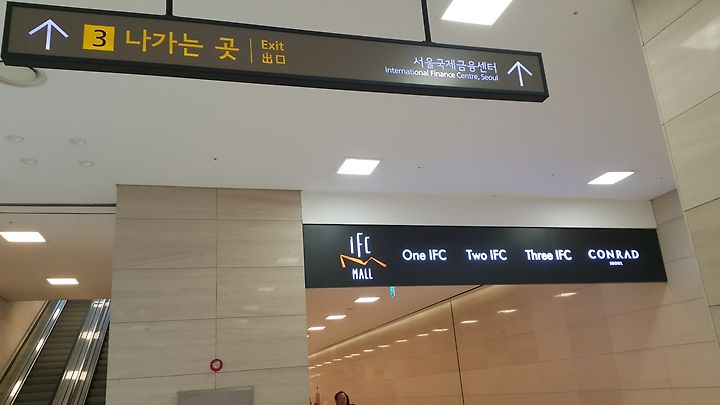 3 나가는 곳 Exit
出口
서울국제금융센터
International Finance Centre, Seoul
IFC
MALL
One IFC Two IFC Three IFC CONRAD
SEOUL